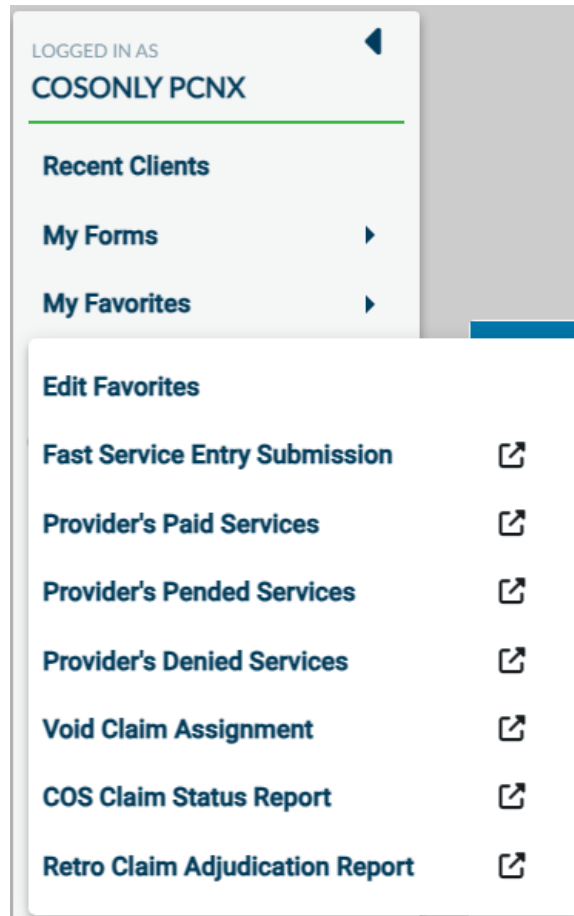 LOGGED IN AS
COSONLY PCNX
Recent Clients
My Forms
My Favorites
Edit Favorites
Fast Service Entry Submission
Provider's Paid Services
Provider's Pended Services
Provider's Denied Services
Void Claim Assignment
COS Claim Status Report
Retro Claim Adjudication Report